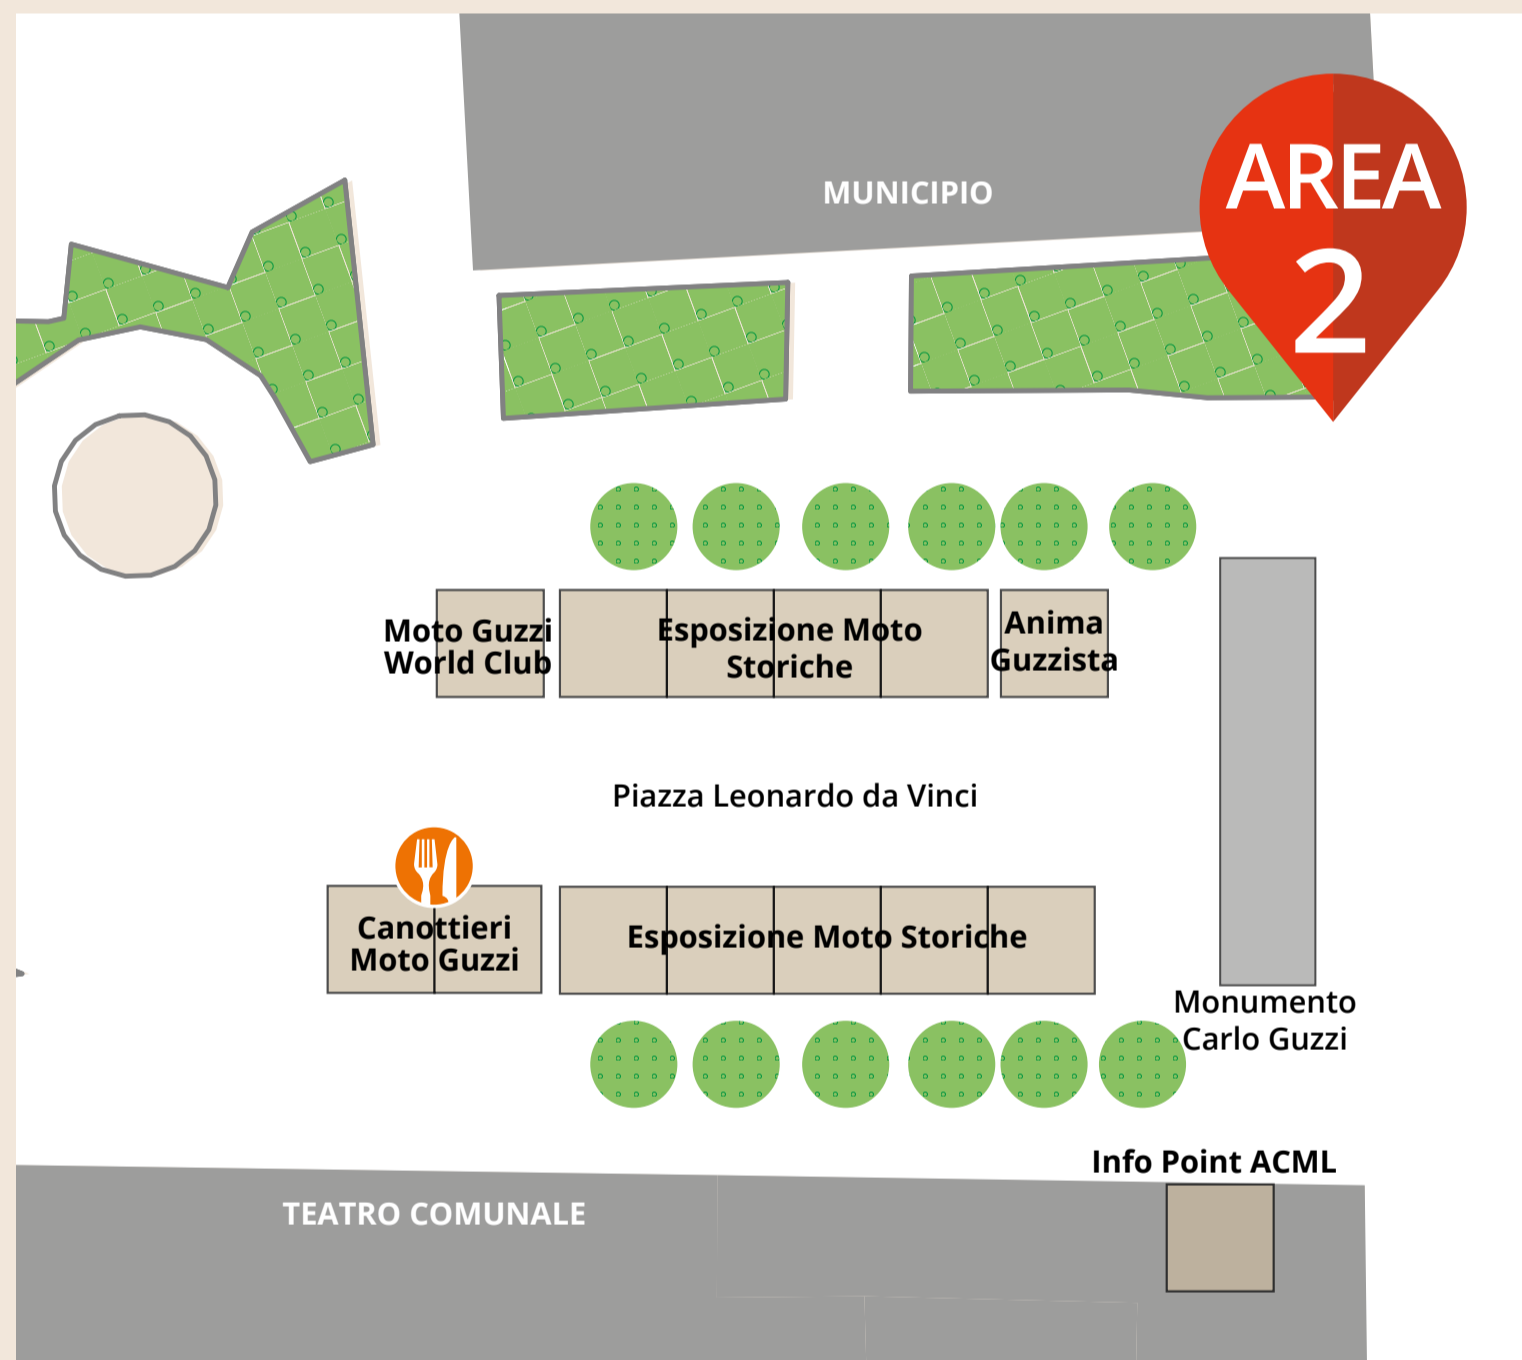 MUNICIPIO
AREA
2
Moto Guzzi
World Club
Esposizione Moto
Storiche
Anima
Guzzista
Piazza Leonardo da Vinci
Canottieri
Moto Guzzi
Esposizione Moto Storiche
Monumento
Carlo Guzzi
Info Point ACML
TEATRO COMUNALE